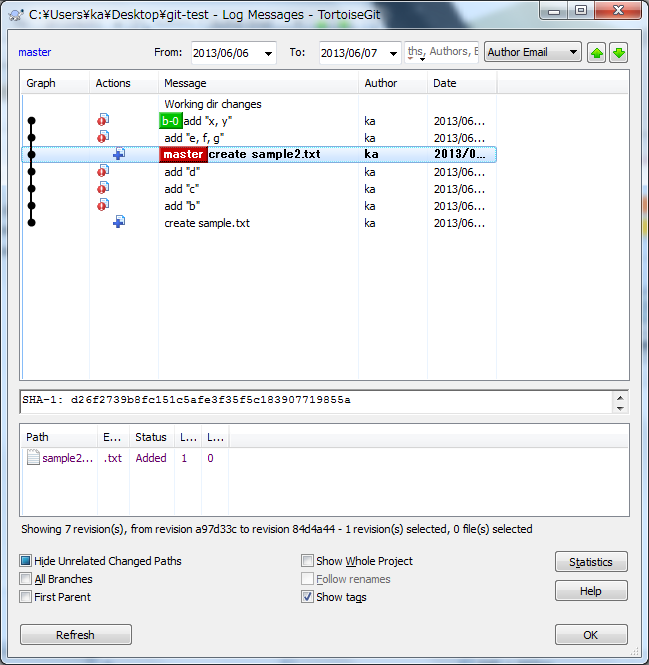 C:¥Users¥ka¥Desktop¥git-test - Log Messages - TortoiseGit
master From: 2013/06/06 To: 2013/06/07 ths, Authors, E Author Email
Graph Actions Message Author Date
Working dir changes
b-0 add "x, y" ka 2013/06...
add "e, f, g" ka 2013/06...
master create sample2.txt ka 2013/0...
add "d" ka 2013/06...
add "c" ka 2013/06...
add "b" ka 2013/06...
create sample.txt ka 2013/06...
SHA-1: d26f2739b8fc151c5afe3f35f5c183907719855a
Path E... Status L... L...
sample2... .txt Added 1 0
Showing 7 revision(s), from revision a97d33c to revision 84d4a44 - 1 revision(s) selected, 0 file(s) selected
Hide Unrelated Changed Paths Show Whole Project Statistics
All Branches Follow renames
First Parent Show tags Help
Refresh OK